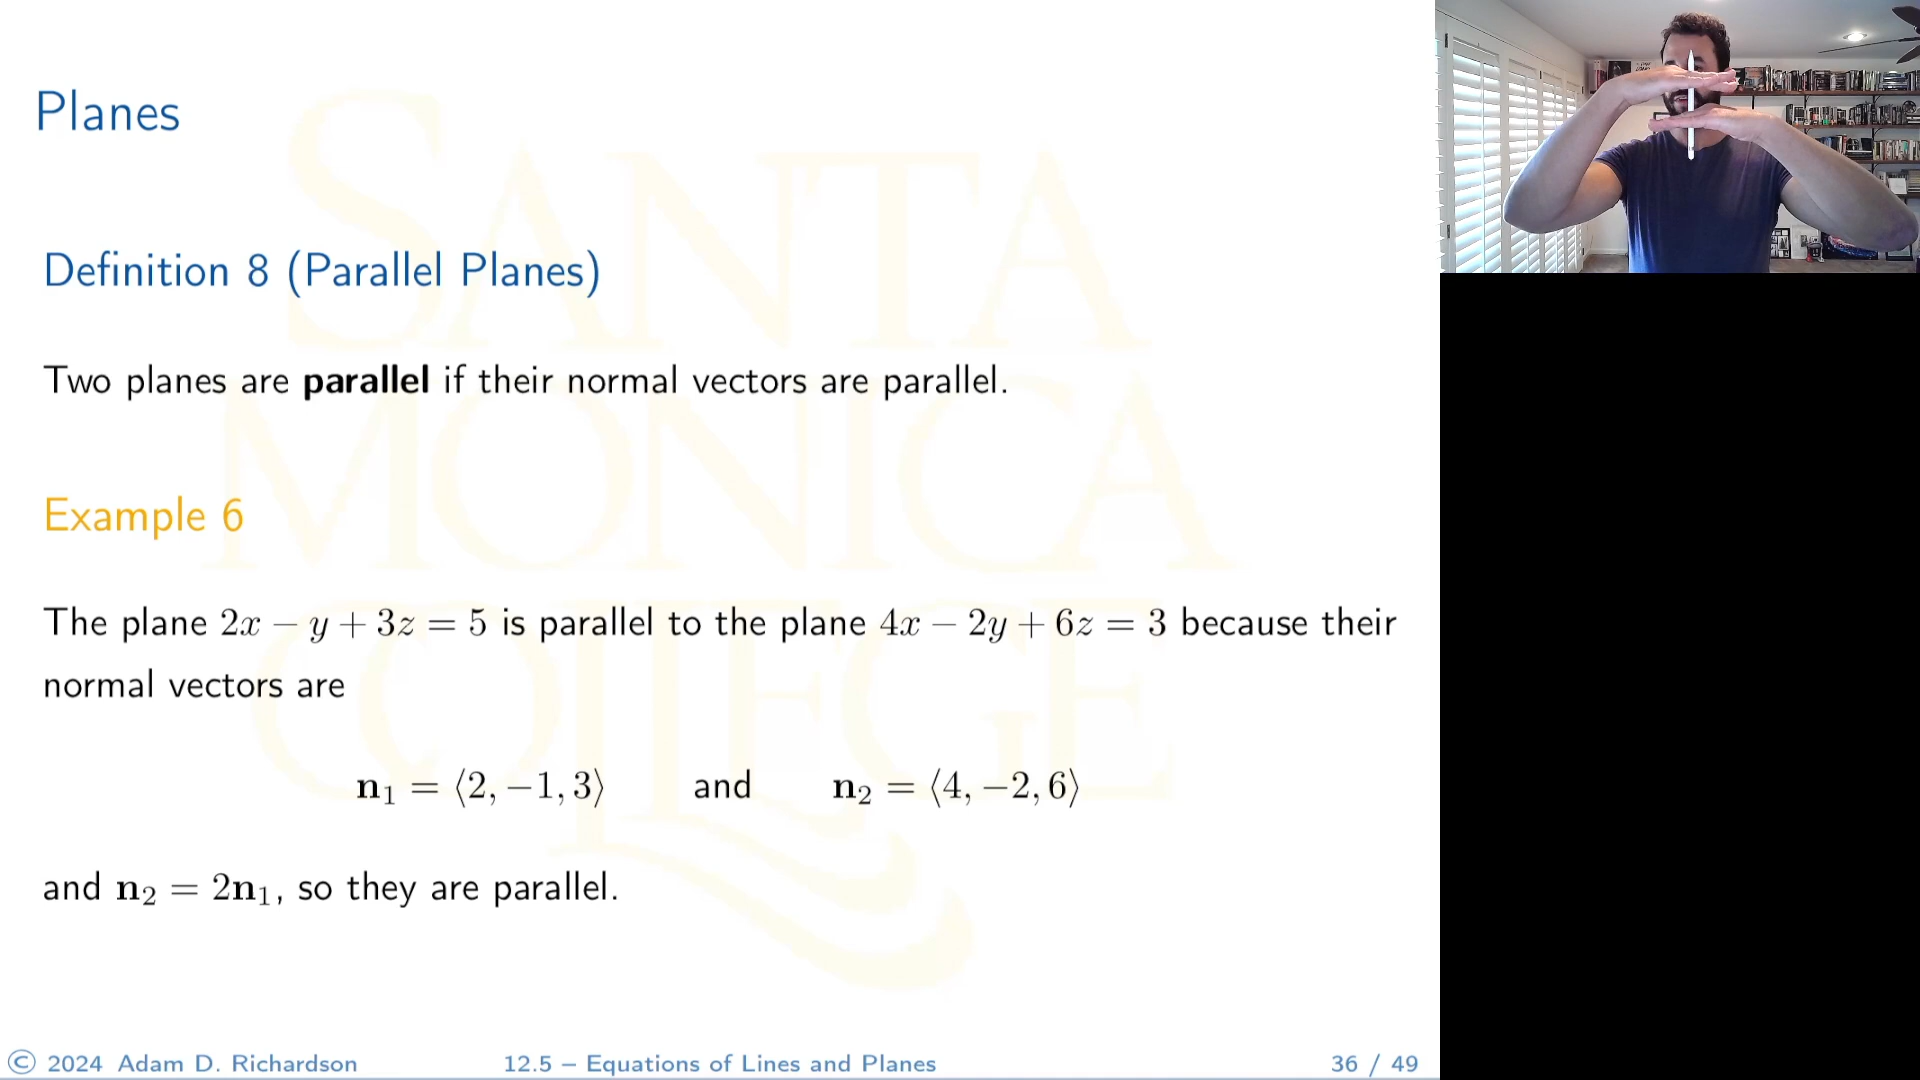 Planes
Definition 8 (Parallel Planes)
Two planes are parallel if their normal vectors are parallel.
Example 6
The plane 2x − y + 3z = 5 is parallel to the plane 4x − 2y + 6z = 3 because their
normal vectors are
n₁ = ⟨2, −1, 3⟩ and n₂ = ⟨4, −2, 6⟩
and n₂ = 2n₁, so they are parallel.
© 2024 Adam D. Richardson 12.5 – Equations of Lines and Planes 36 / 49
SANTA
MONICA
COLLEGE